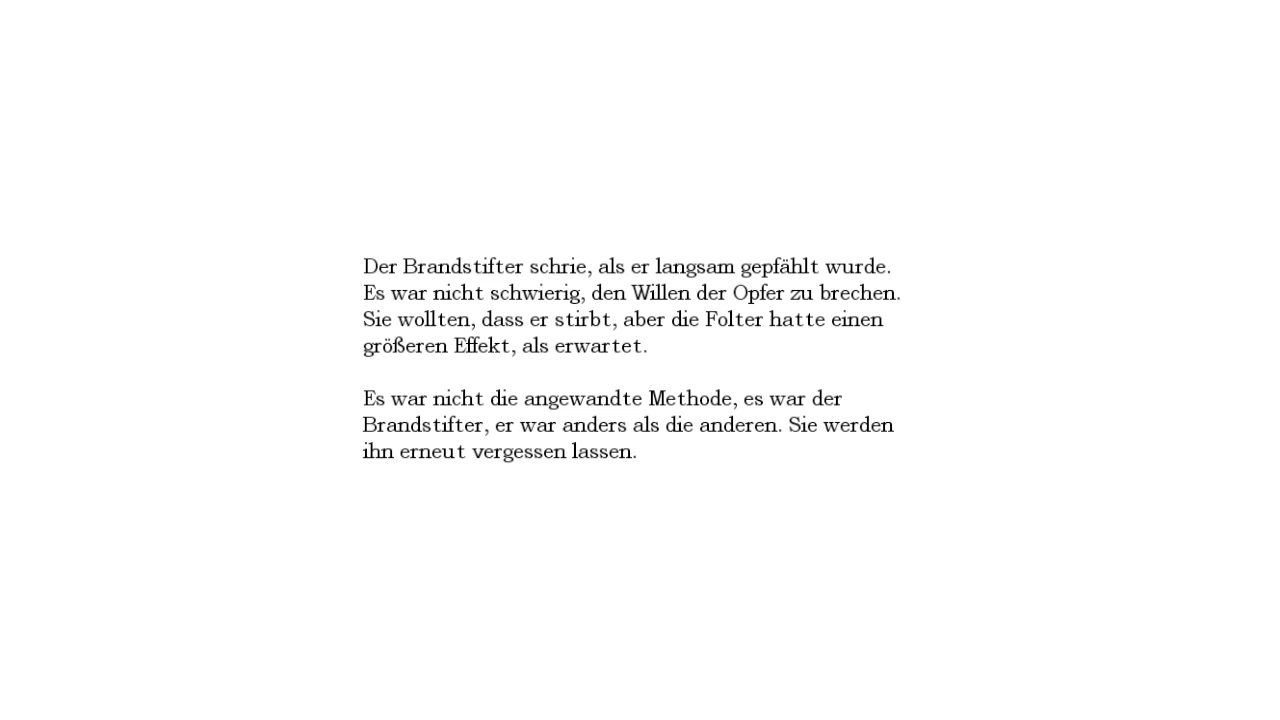 Der Brandstifter schrie, als er langsam gepfählt wurde.
Es war nicht schwierig, den Willen der Opfer zu brechen.
Sie wollten, dass er stirbt, aber die Folter hatte einen
größeren Effekt, als erwartet.

Es war nicht die angewandte Methode, es war der
Brandstifter, er war anders als die anderen. Sie werden
ihn erneut vergessen lassen.